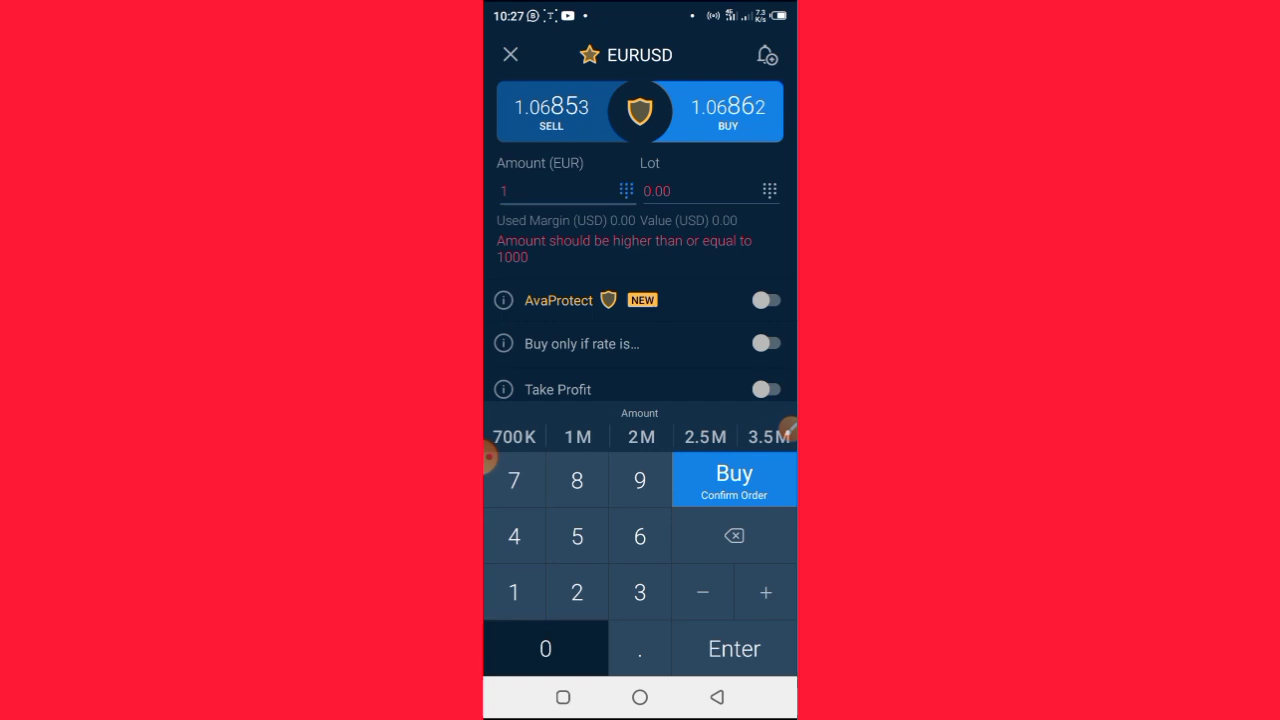 10:27 B T 4G 7.3 K/s
EURUSD
1.06853 1.06862
SELL BUY
Amount (EUR) Lot
1 0.00
Used Margin (USD) 0.00 Value (USD) 0.00
Amount should be higher than or equal to
1000
AvaProtect NEW
Buy only if rate is...
Take Profit
Amount
700K 1M 2M 2.5M 3.5M
7 8 9 Buy
Confirm Order
4 5 6
1 2 3 − +
0 . Enter